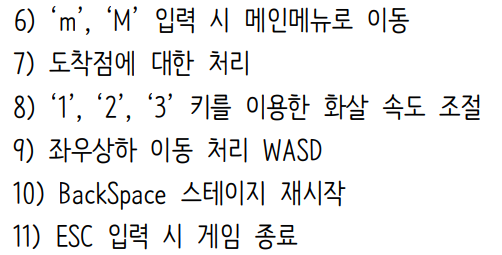 6) ‘m’, ‘M’ 입력 시 메인메뉴로 이동
7) 도착점에 대한 처리
8) ‘1’, ‘2’, ‘3’ 키를 이용한 화살 속도 조절
9) 좌우상하 이동 처리 WASD
10) BackSpace 스테이지 재시작
11) ESC 입력 시 게임 종료